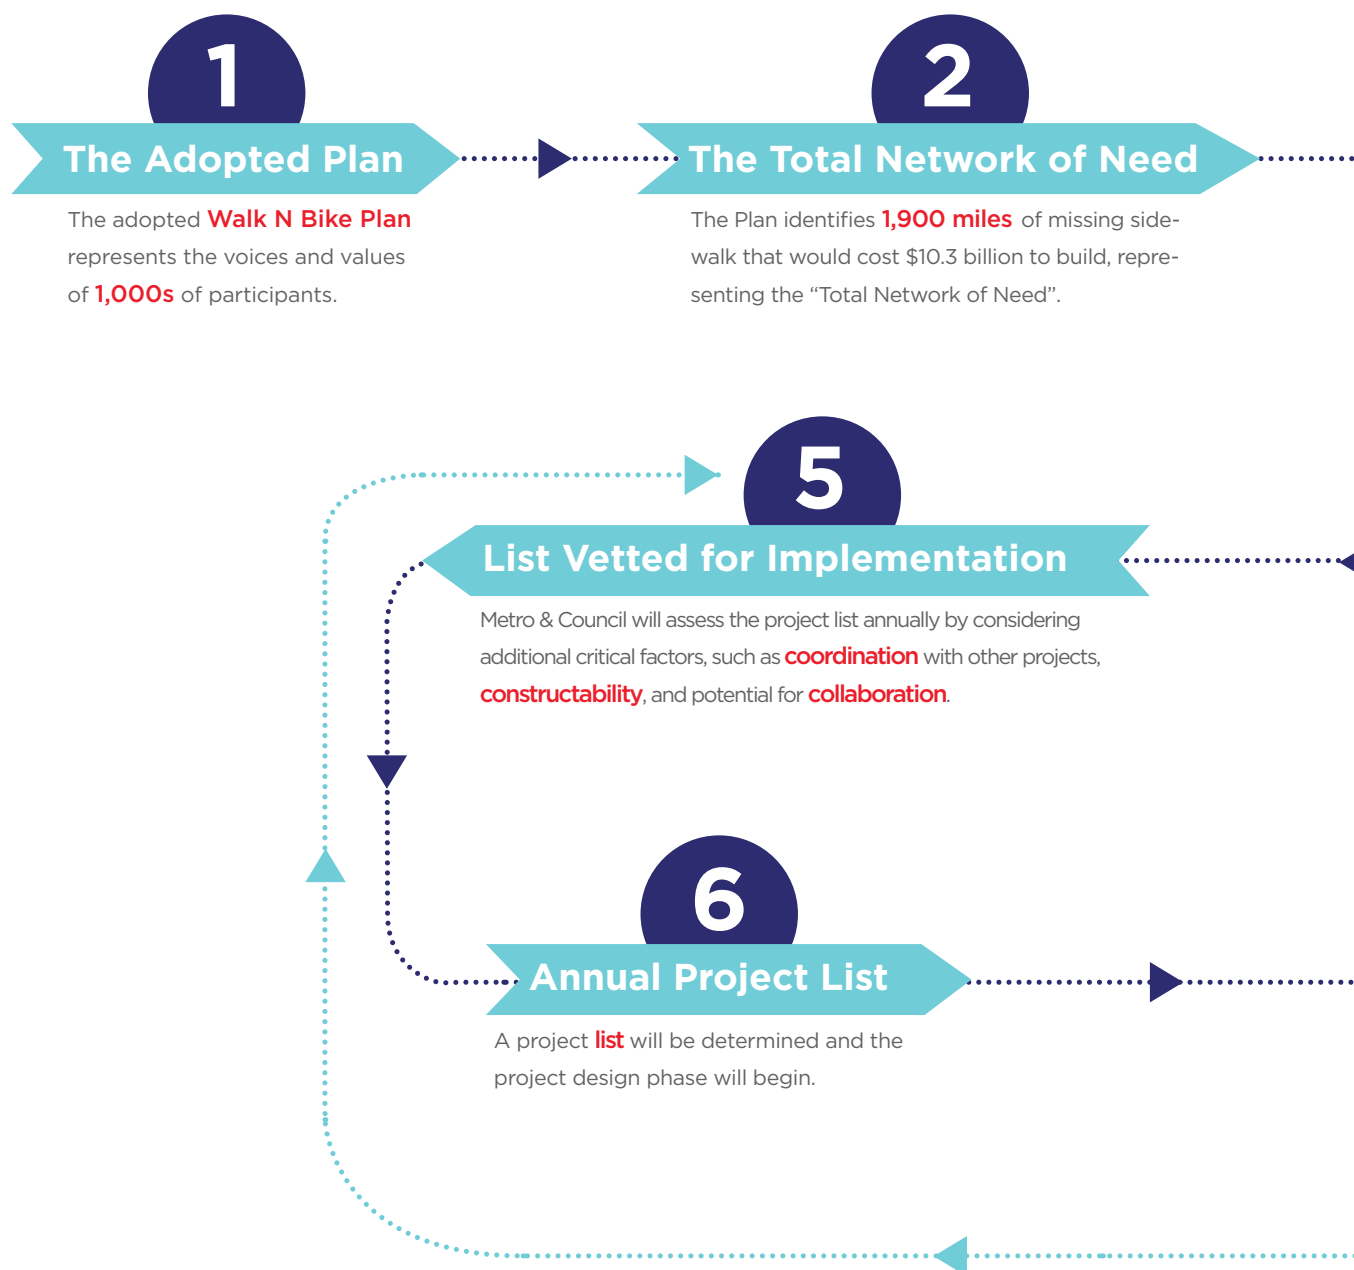 1
The Adopted Plan
The adopted Walk N Bike Plan
represents the voices and values
of 1,000s of participants.
2
The Total Network of Need
The Plan identifies 1,900 miles of missing side-
walk that would cost $10.3 billion to build, repre-
senting the “Total Network of Need”.
5
List Vetted for Implementation
Metro & Council will assess the project list annually by considering
additional critical factors, such as coordination with other projects,
constructability, and potential for collaboration.
6
Annual Project List
A project list will be determined and the
project design phase will begin.